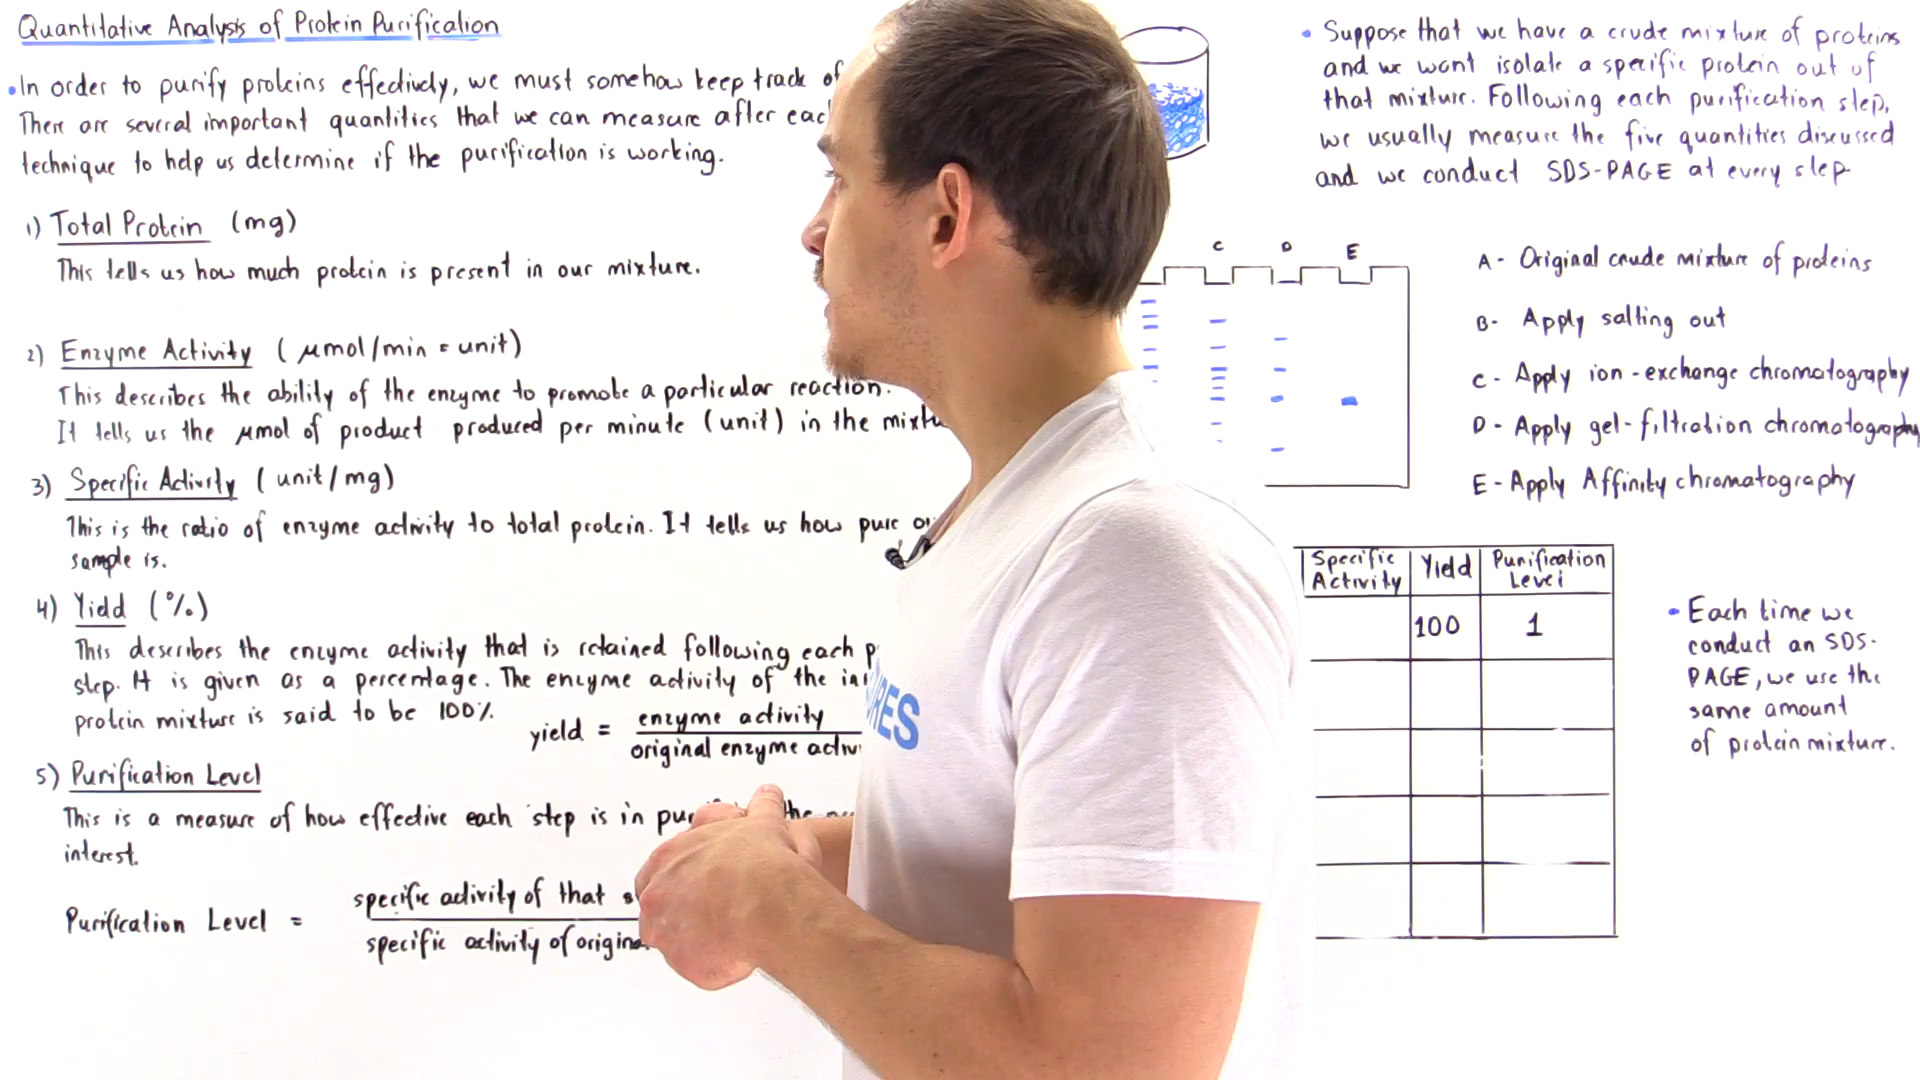 Quantitative Analysis of Protein Purification
• In order to purify proteins effectively, we must somehow keep track of
There are several important quantities that we can measure after each
technique to help us determine if the purification is working.
1) Total Protein (mg)
This tells us how much protein is present in our mixture.
2) Enzyme Activity (μmol/min = unit)
This describes the ability of the enzyme to promote a particular reaction.
It tells us the μmol of product produced per minute (unit) in the
3) Specific Activity (unit/mg)
This is the ratio of enzyme activity to total protein. It tells us how pure
sample is.
4) Yield (%)
This describes the enzyme activity that is retained following each
step. It is given as a percentage. The enzyme activity of the
protein mixture is said to be 100%.
yield = enzyme activity
original enzyme
5) Purification Level
This is a measure of how effective each step is in the
interest.
Purification Level = specific activity of that
specific activity of
• Suppose that we have a crude mixture of proteins
and we want isolate a specific protein out of
that mixture. Following each purification step,
we usually measure the five quantities discussed
and we conduct SDS-PAGE at every step
C D E
A - Original crude mixture of proteins
B - Apply salting out
C - Apply ion-exchange chromatography
D - Apply gel-filtration chromatography
E - Apply Affinity chromatography
Specific Activity Yield Purification Level
100 1
• Each time we
conduct an SDS-
PAGE, we use the
same amount
of protein mixture.
RES